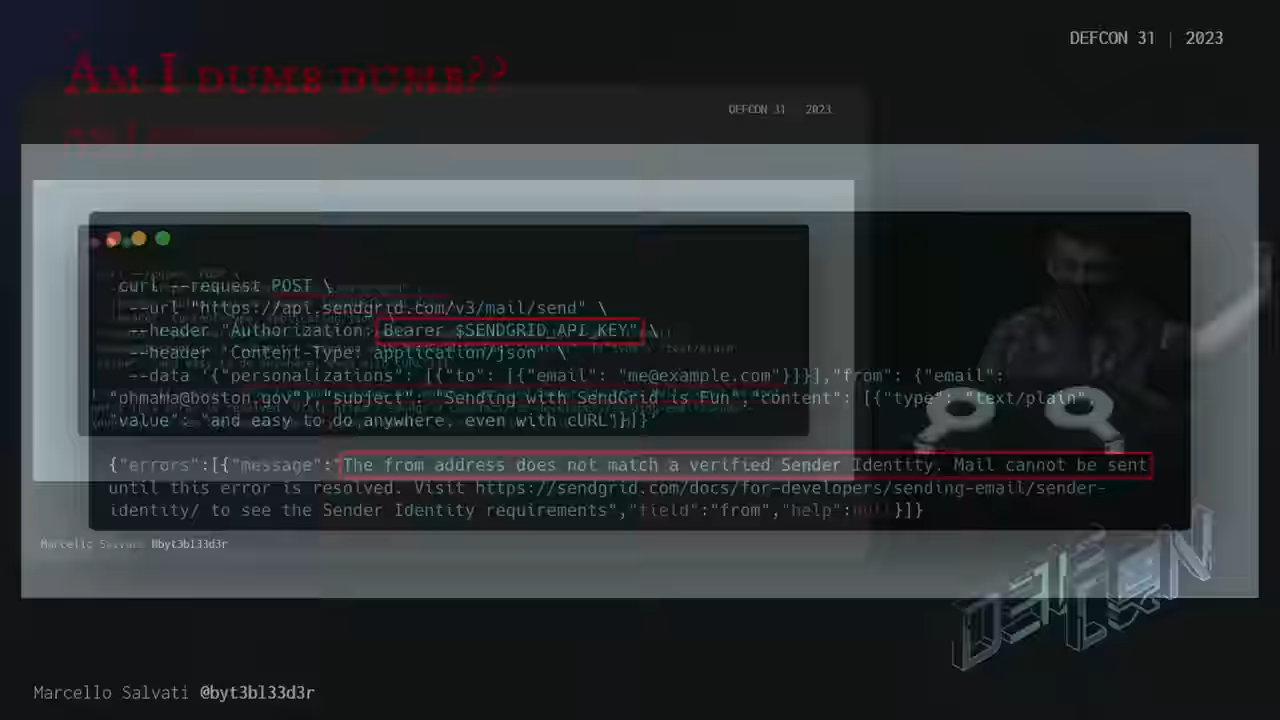 DEFCON 31 | 2023
Am I dumb dumb??
DEFCON 31 2023
curl --request POST \
--url "https://api.sendgrid.com/v3/mail/send" \
--header "Authorization: Bearer $SENDGRID_API_KEY" \
--header "Content-Type: application/json" \
--data '{"personalizations": [{"to": [{"email": "me@example.com"}]}],"from": {"email":
"phmama@boston.gov"},"subject": "Sending with SendGrid is Fun","content": [{"type": "text/plain",
"value": "and easy to do anywhere, even with cURL"}]}'
{"errors":[{"message":"The from address does not match a verified Sender Identity. Mail cannot be sent
until this error is resolved. Visit https://sendgrid.com/docs/for-developers/sending-email/sender-
identity/ to see the Sender Identity requirements","field":"from","help":null}]}
Marcello Salvati @byt3bl33d3r
DEFCON
Marcello Salvati @byt3bl33d3r